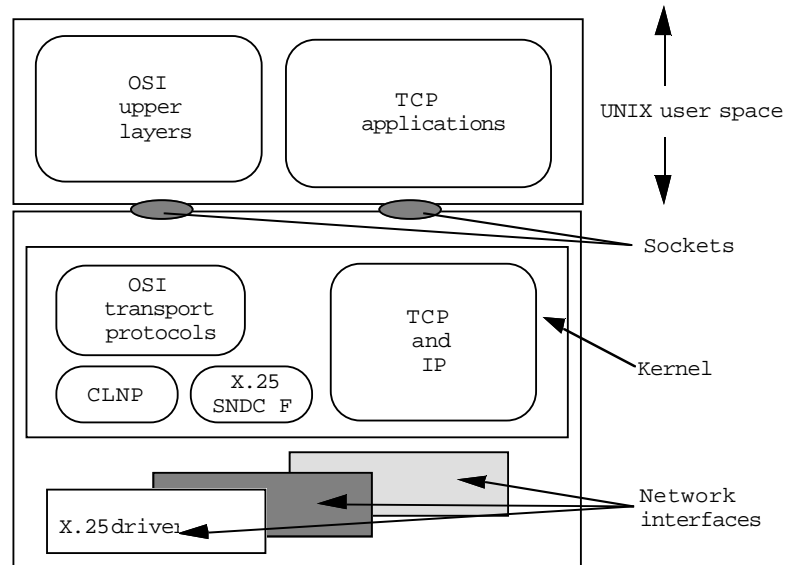 OSI
upper
layers
TCP
applications
UNIX user space
Sockets
OSI
transport
protocols
TCP
and
IP
Kernel
CLNP
X.25
SNDC F
Network
interfaces
X.25driver